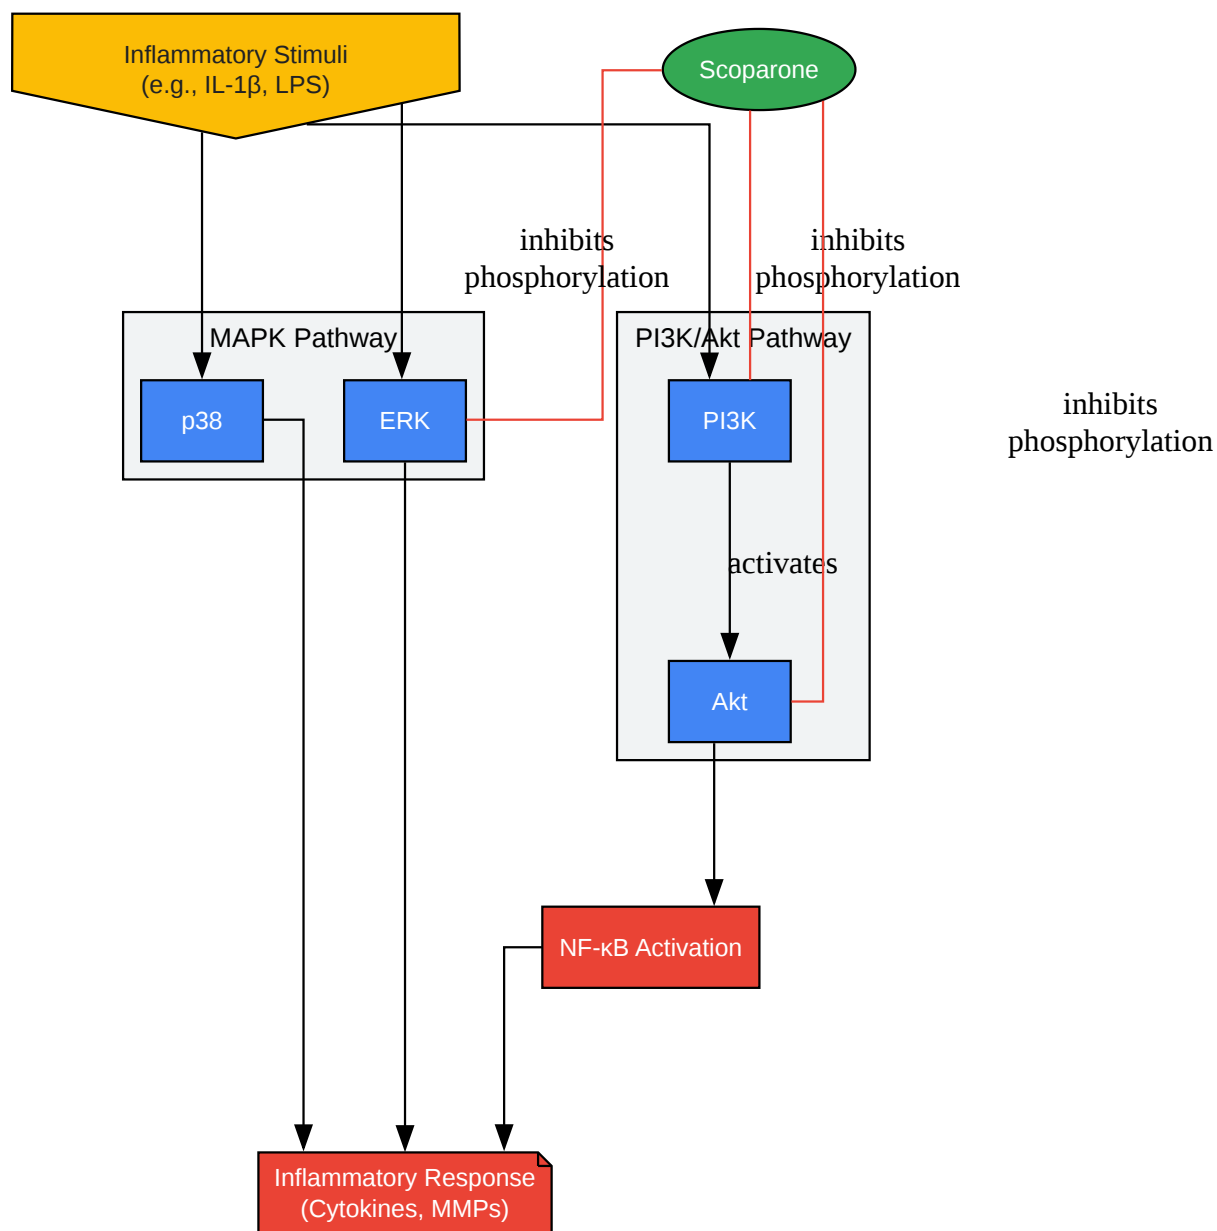 Inflammatory Stimuli
(e.g., IL-1β, LPS)
Scoparone
inhibits
phosphorylation
inhibits
phosphorylation
MAPK Pathway
PI3K/Akt Pathway
p38
ERK
PI3K
inhibits
phosphorylation
activates
Akt
NF-κB Activation
Inflammatory Response
(Cytokines, MMPs)